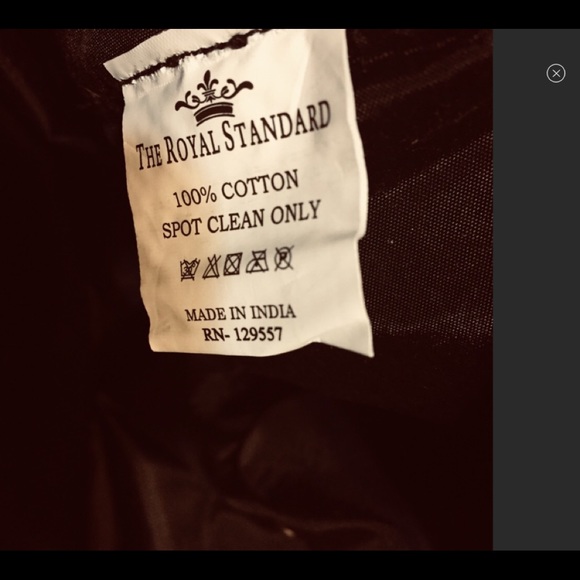 THE ROYAL STANDARD
100% COTTON
SPOT CLEAN ONLY
MADE IN INDIA
RN- 129557